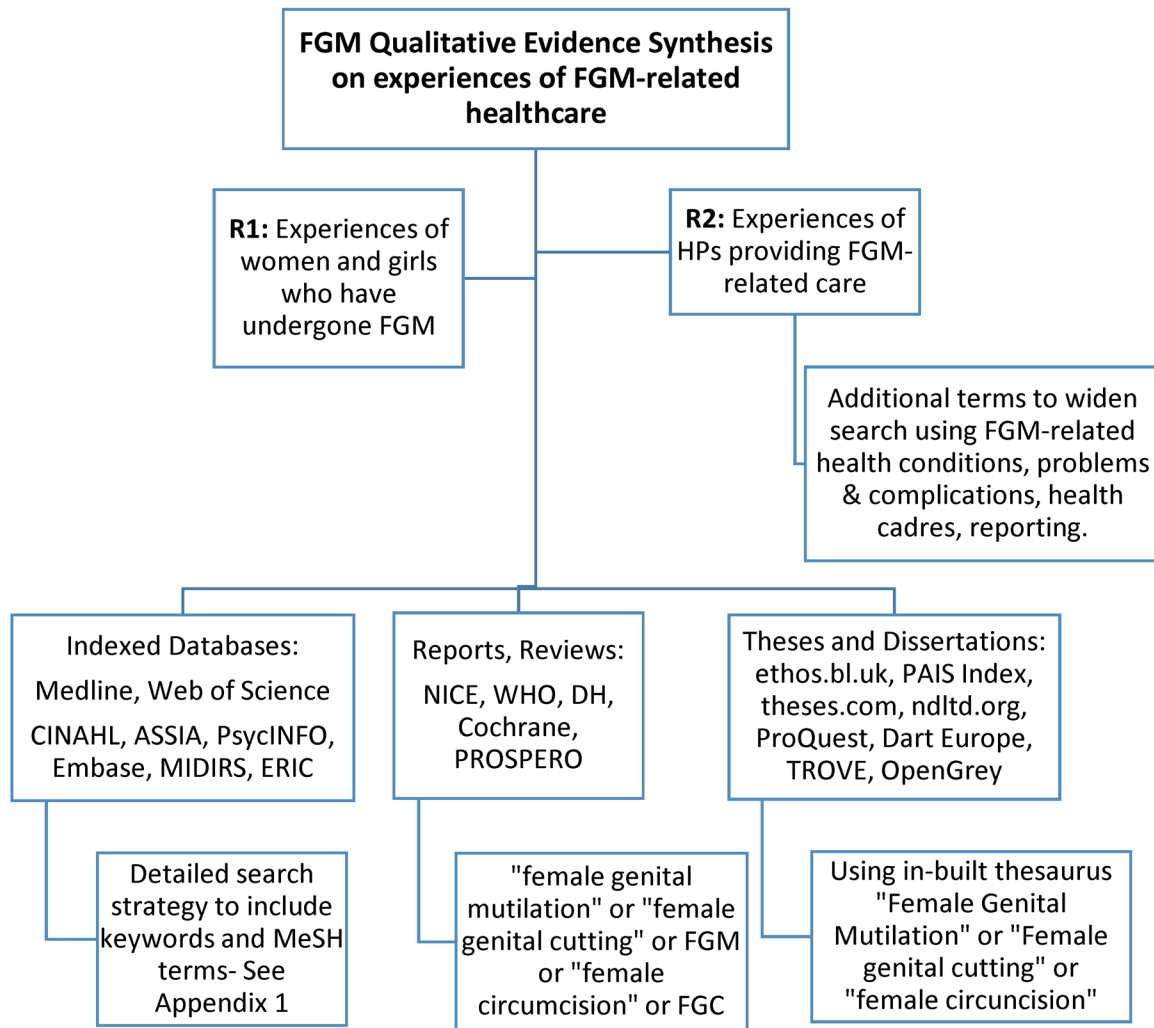 FGM Qualitative Evidence Synthesis
on experiences of FGM-related
healthcare
R1: Experiences of
women and girls
who have
undergone FGM
R2: Experiences of
HPs providing FGM-
related care
Additional terms to widen
search using FGM-related
health conditions, problems
& complications, health
cadres, reporting.
Indexed Databases:
Medline, Web of Science
CINAHL, ASSIA, PsycINFO,
Embase, MIDIRS, ERIC
Reports, Reviews:
NICE, WHO, DH,
Cochrane,
PROSPERO
Theses and Dissertations:
ethos.bl.uk, PAIS Index,
theses.com, ndltd.org,
ProQuest, Dart Europe,
TROVE, OpenGrey
Detailed search
strategy to include
keywords and MeSH
terms- See
Appendix 1
"female genital
mutilation" or "female
genital cutting" or FGM
or "female
circumcision" or FGC
Using in-built thesaurus
"Female Genital
Mutilation" or "Female
genital cutting" or
"female circuncision"